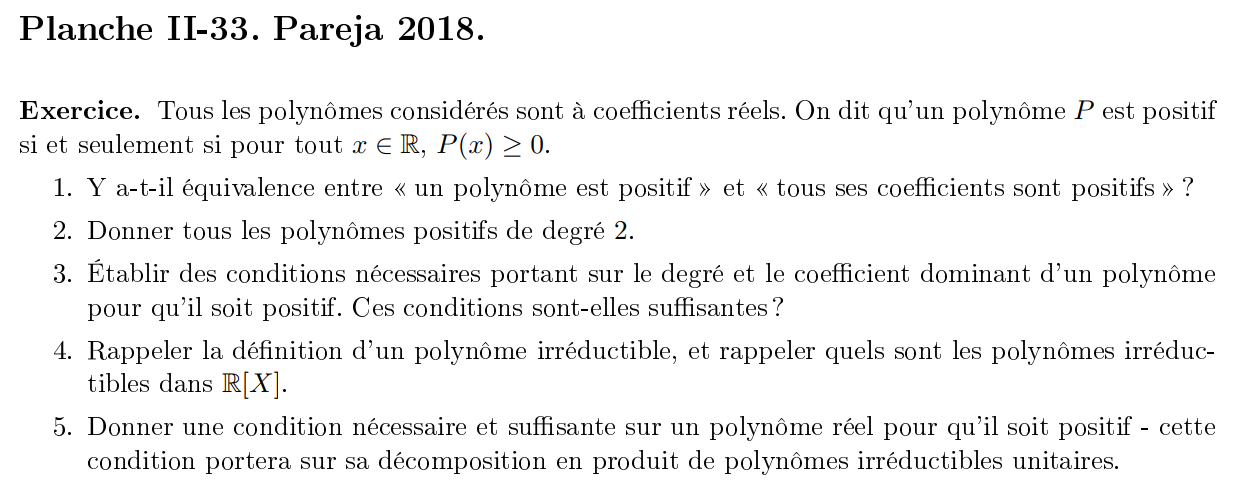 Planche II-33. Pareja 2018.
Exercice. Tous les polynômes considérés sont à coefficients réels. On dit qu'un polynôme P est positif
si et seulement si pour tout x ∈ ℝ, P(x) ≥ 0.
1. Y a-t-il équivalence entre « un polynôme est positif » et « tous ses coefficients sont positifs » ?
2. Donner tous les polynômes positifs de degré 2.
3. Établir des conditions nécessaires portant sur le degré et le coefficient dominant d'un polynôme
pour qu'il soit positif. Ces conditions sont-elles suffisantes ?
4. Rappeler la définition d'un polynôme irréductible, et rappeler quels sont les polynômes irréduc-
tibles dans ℝ[X].
5. Donner une condition nécessaire et suffisante sur un polynôme réel pour qu'il soit positif - cette
condition portera sur sa décomposition en produit de polynômes irréductibles unitaires.